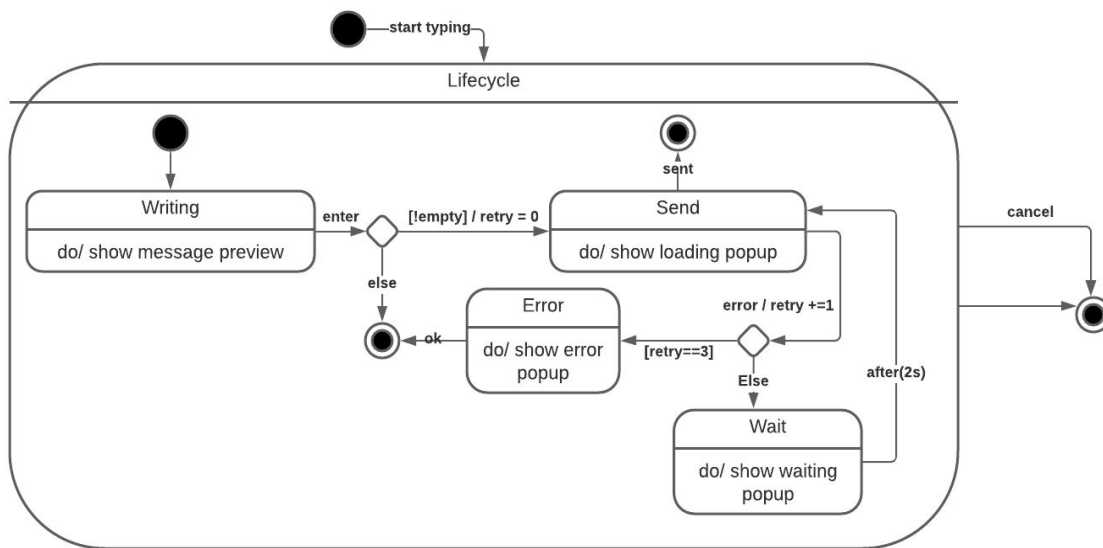 start typing
Lifecycle
sent
Writing
do/ show message preview
enter
[!empty] / retry = 0
Send
do/ show loading popup
cancel
else
Error
do/ show error
popup
ok
error / retry +=1
[retry==3]
Else
after(2s)
Wait
do/ show waiting
popup